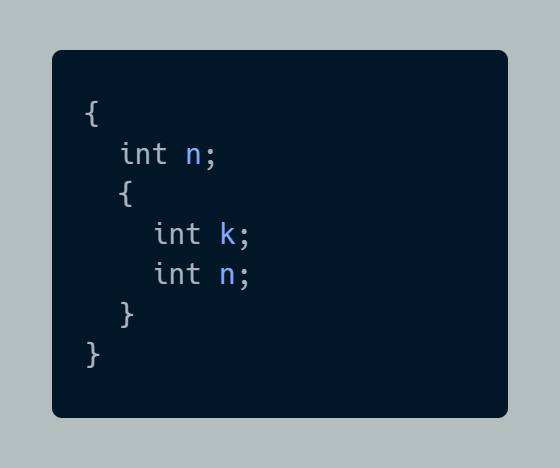 {
  int n;
  {
    int k;
    int n;
  }
}